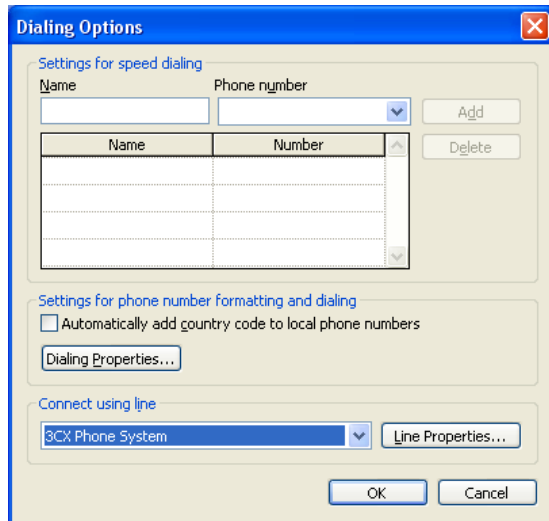 Dialing Options
Settings for speed dialing
Name Phone number
Add
Name Number
Delete
Settings for phone number formatting and dialing
Automatically add country code to local phone numbers
Dialing Properties...
Connect using line
3CX Phone System Line Properties...
OK Cancel